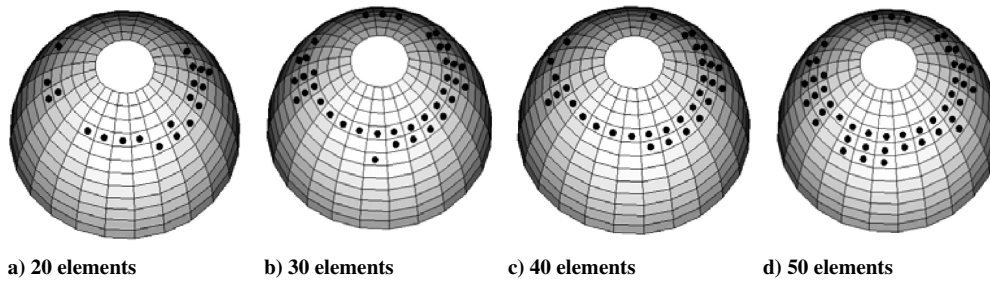 a) 20 elements
b) 30 elements
c) 40 elements
d) 50 elements